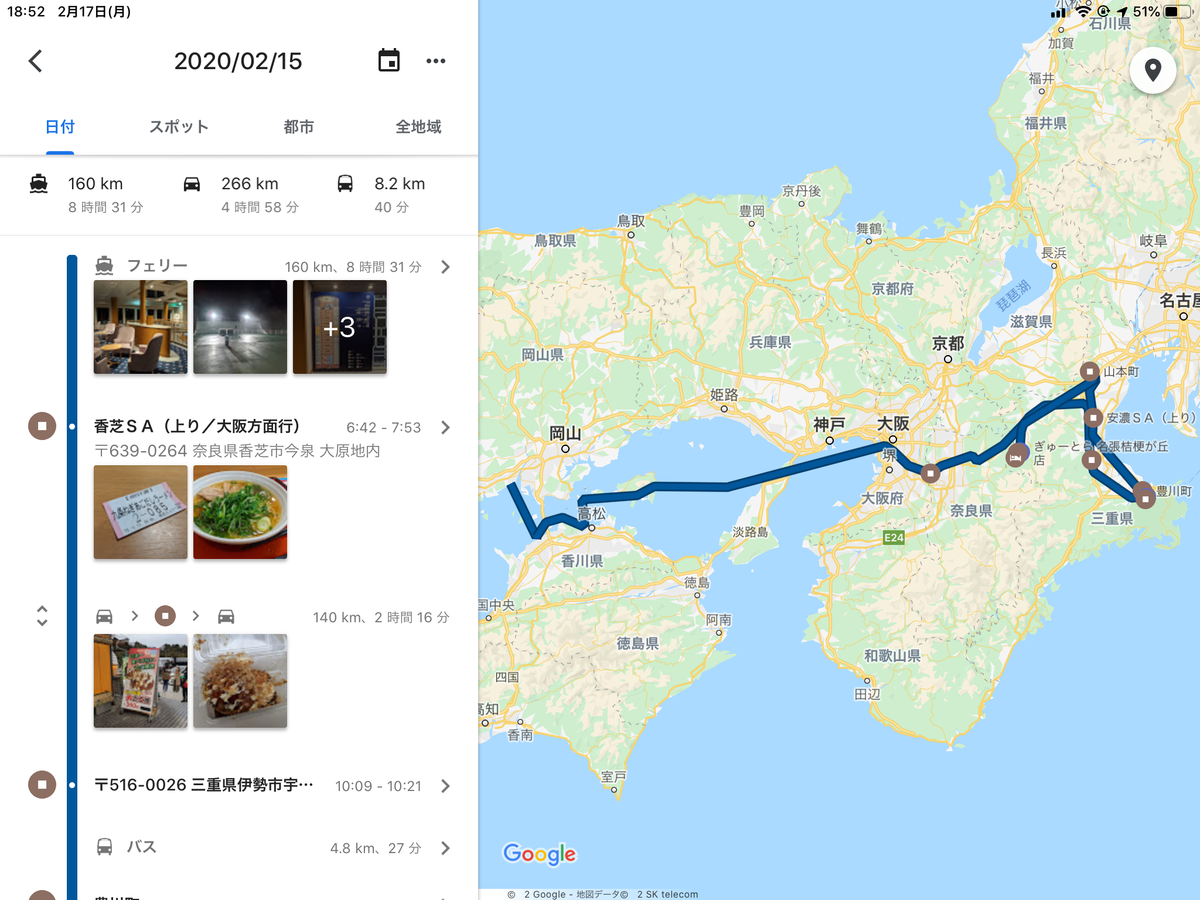 18:52 2月17日(月)
51%
2020/02/15
日付 スポット 都市 全地域
160 km 266 km 8.2 km
8 時間 31 分 4 時間 58 分 40 分
フェリー 160 km、8 時間 31 分
+3
香芝ＳＡ（上り／大阪方面行） 6:42 - 7:53
〒639-0264 奈良県香芝市今泉 大原地内
140 km、2 時間 16 分
〒516-0026 三重県伊勢市宇… 10:09 - 10:21
バス 4.8 km、27 分
石川県
加賀
福井
福井県
京丹後
豊岡
鳥取
舞鶴
鳥取県
長浜
岐阜
京都府
琵琶湖
名古屋
滋賀県
兵庫県
京都
岡山県
山本町
姫路
安濃ＳＡ（上り）
神戸
大阪
岡山
ぎゅーとら 名張桔梗が丘店
堺
豊川町
大阪府
奈良県
三重県
高松
淡路島
E24
香川県
徳島
国中央
阿南
徳島県
和歌山県
四国
田辺
高知
香南
室戸
Google
© 2 Google - 地図データ© 2 SK telecom